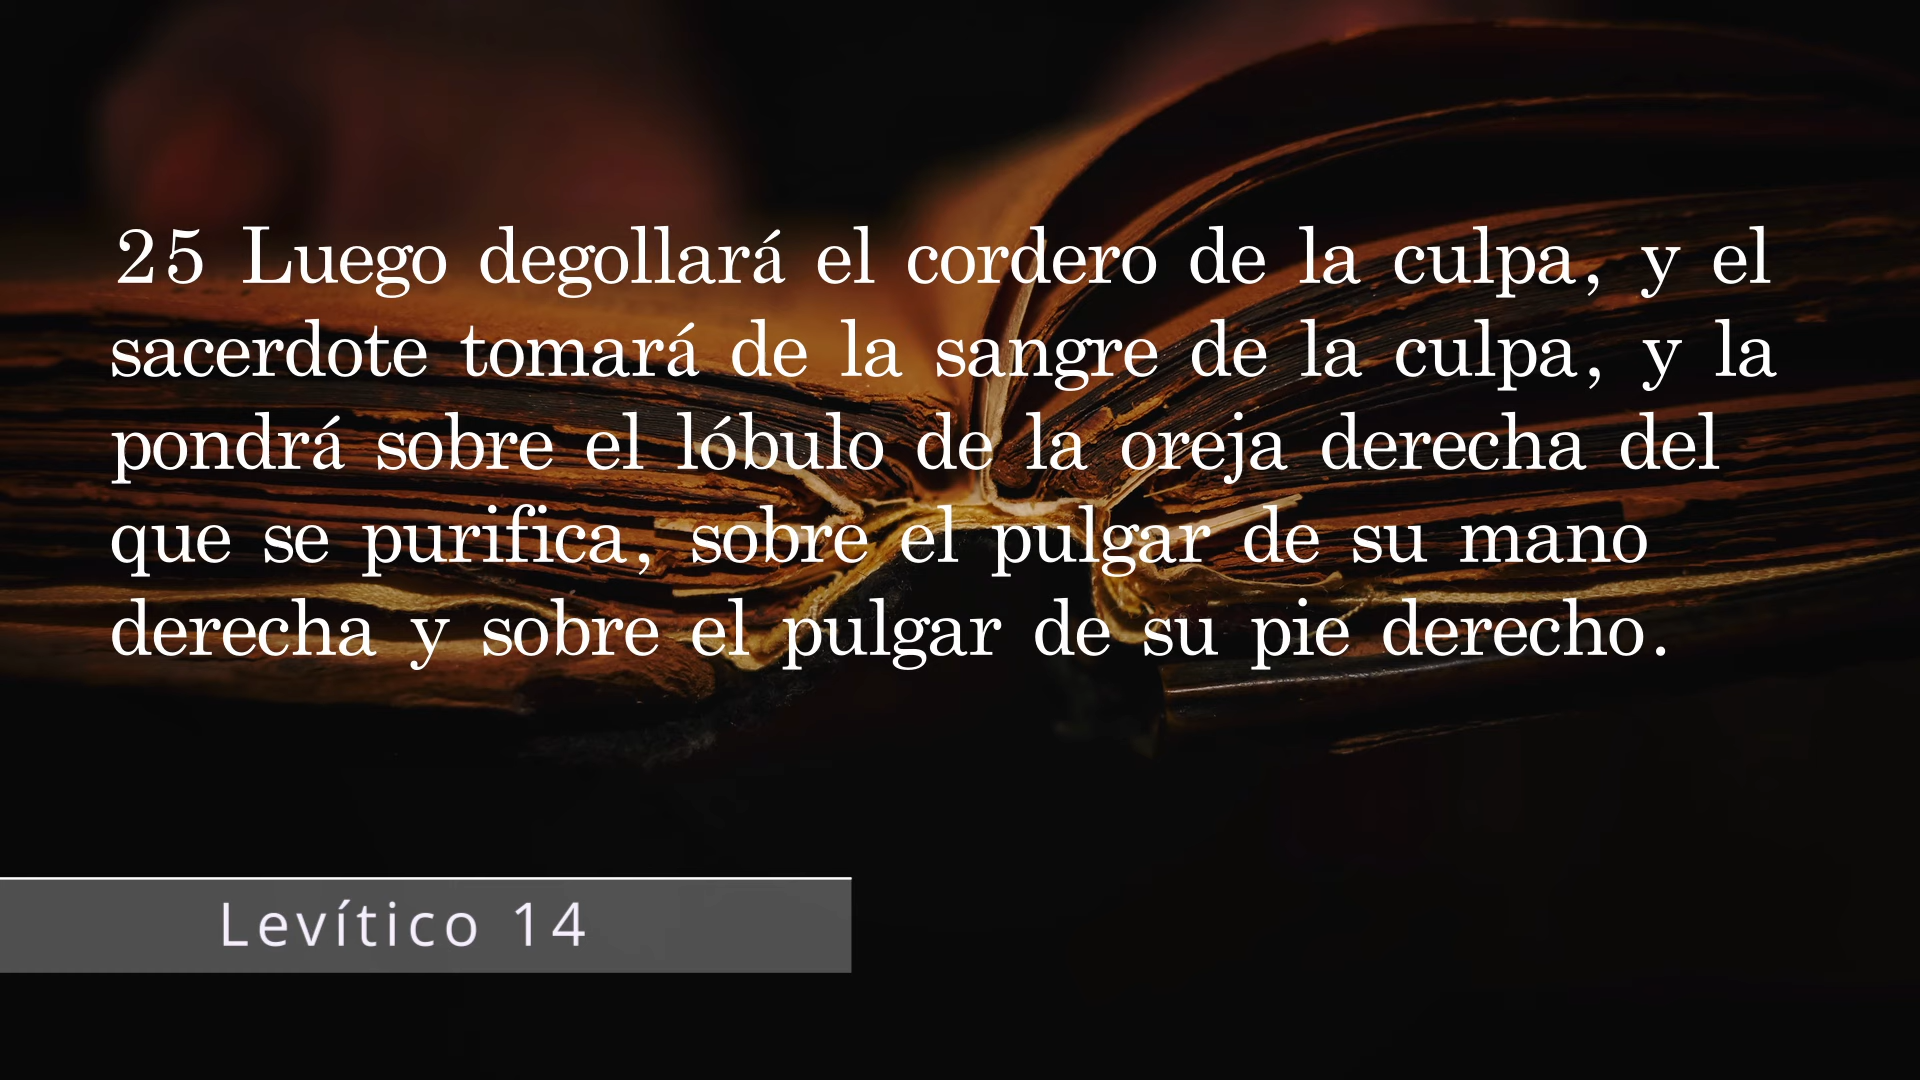 25 Luego degollará el cordero de la culpa, y el
sacerdote tomará de la sangre de la culpa, y la
pondrá sobre el lóbulo de la oreja derecha del
que se purifica, sobre el pulgar de su mano
derecha y sobre el pulgar de su pie derecho.
Levítico 14